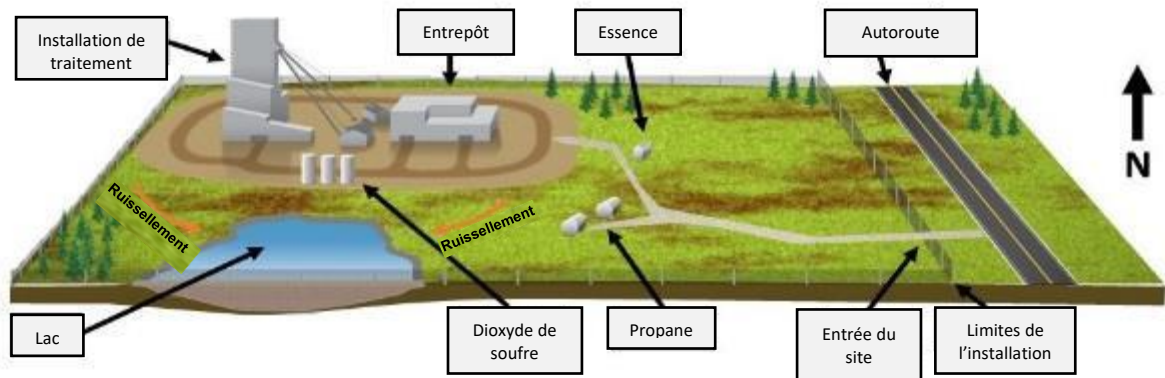 Installation de
traitement
Entrepôt
Essence
Autoroute
N
Ruissellement
Ruissellement
Lac
Dioxyde de
soufre
Propane
Entrée du
site
Limites de
l'installation